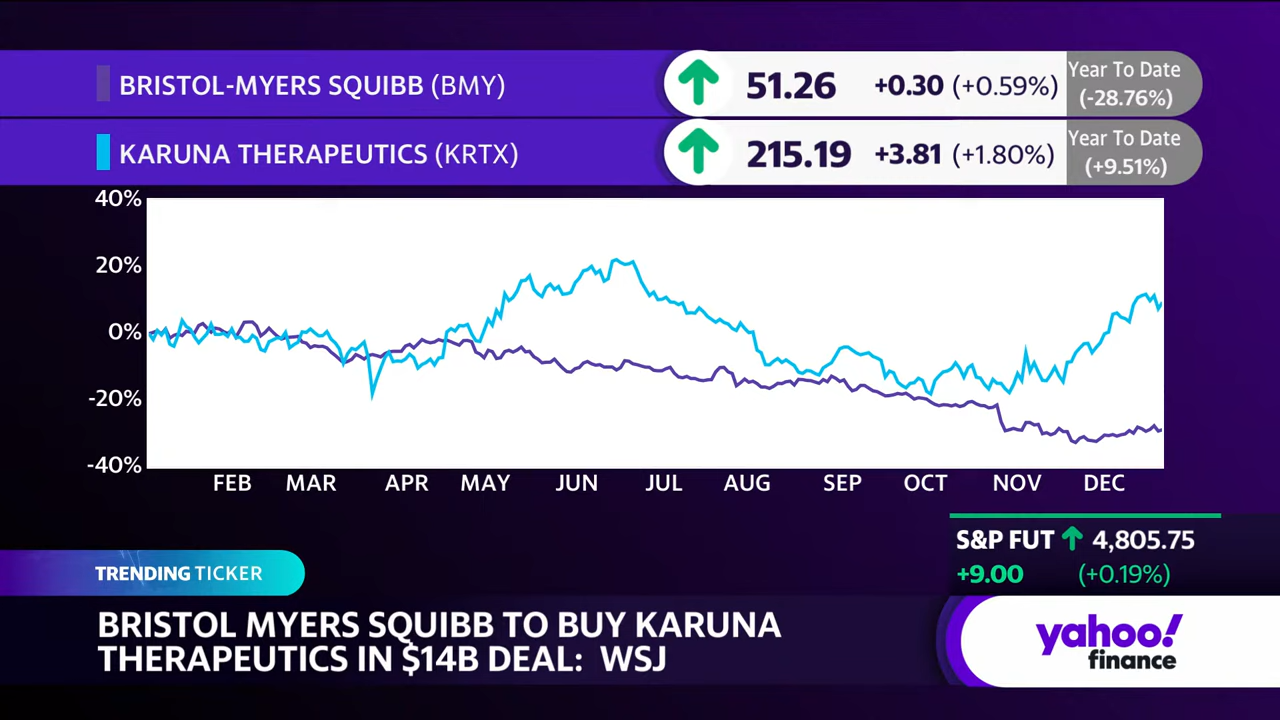 BRISTOL-MYERS SQUIBB (BMY) 51.26 +0.30 (+0.59%) Year To Date (-28.76%)
KARUNA THERAPEUTICS (KRTX) 215.19 +3.81 (+1.80%) Year To Date (+9.51%)
40%
20%
0%
-20%
-40%
FEB MAR APR MAY JUN JUL AUG SEP OCT NOV DEC
S&P FUT 4,805.75
+9.00 (+0.19%)
TRENDING TICKER
BRISTOL MYERS SQUIBB TO BUY KARUNA
THERAPEUTICS IN $14B DEAL: WSJ
yahoo!
finance